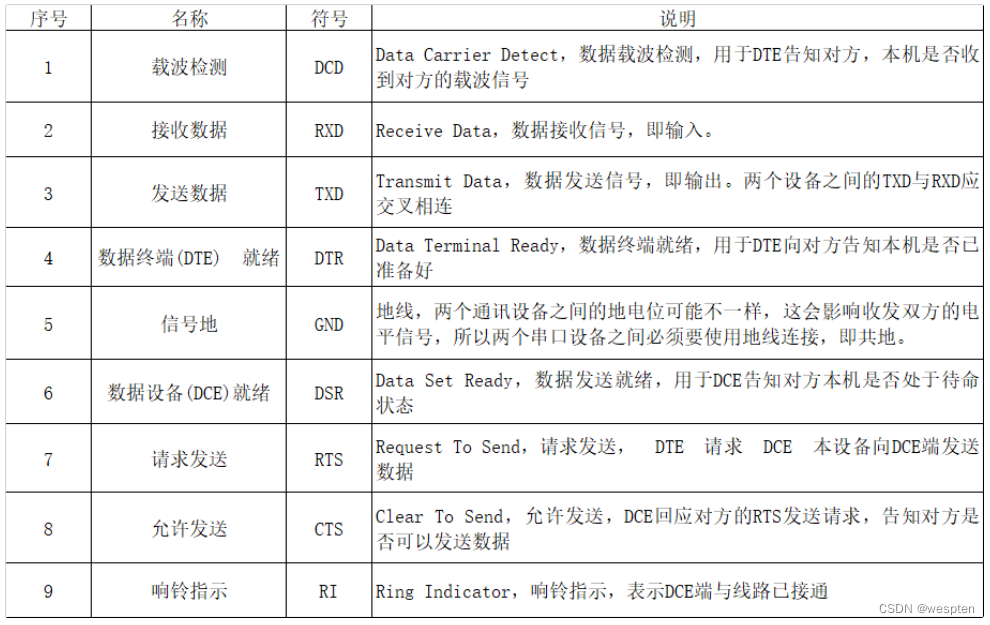 序号 名称 符号 说明
1 载波检测 DCD Data Carrier Detect，数据载波检测，用于DTE告知对方，本机是否收
到对方的载波信号
2 接收数据 RXD Receive Data，数据接收信号，即输入。
3 发送数据 TXD Transmit Data，数据发送信号，即输出。两个设备之间的TXD与RXD应
交叉相连
4 数据终端(DTE) 就绪 DTR Data Terminal Ready，数据终端就绪，用于DTE向对方告知本机是否已
准备好
5 信号地 GND 地线，两个通讯设备之间的地电位可能不一样，这会影响收发双方的电
平信号，所以两个串口设备之间必须要使用地线连接，即共地。
6 数据设备(DCE)就绪 DSR Data Set Ready，数据发送就绪，用于DCE告知对方本机是否处于待命
状态
7 请求发送 RTS Request To Send，请求发送， DTE 请求 DCE 本设备向DCE端发送
数据
8 允许发送 CTS Clear To Send，允许发送，DCE回应对方的RTS发送请求，告知对方是
否可以发送数据
9 响铃指示 RI Ring Indicator，响铃指示，表示DCE端与线路已接通
CSDN @wespten